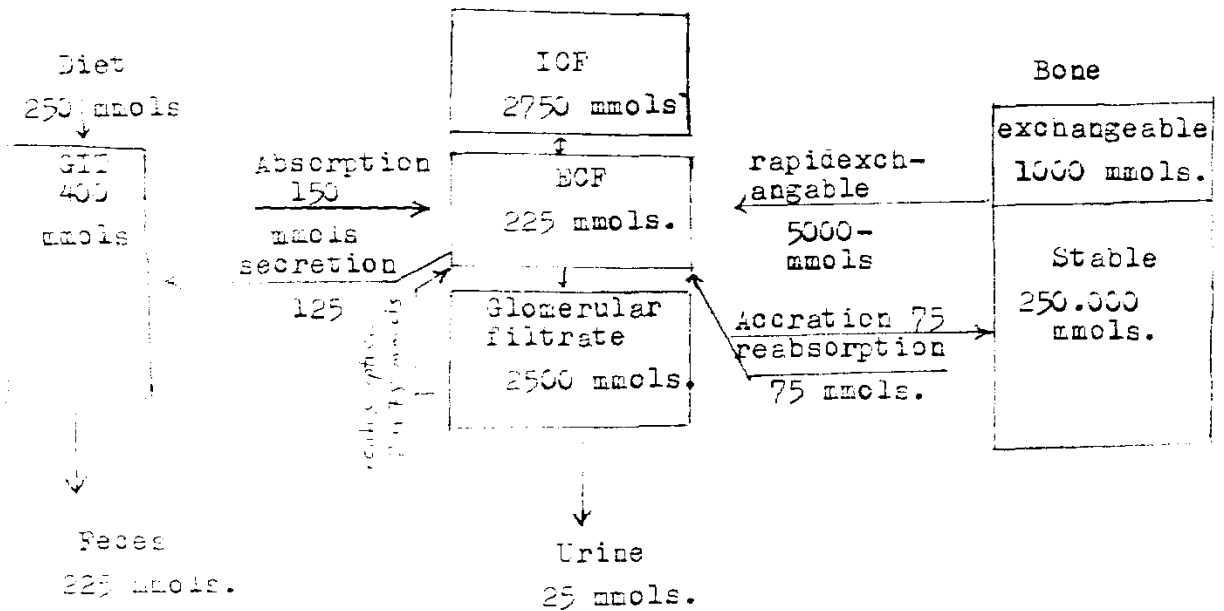 Diet
250 mmols
GIT
400
mmols
Feces
225 mmols.
Absorption
150
mmols
secretion
125
ICF
2750 mmols
ECF
225 mmols.
Glomerular
filtrate
2500 mmols.
Urine
25 mmols.
rapidexch-
angable
5000-
mmols
Accration 75
reabsorption
75 mmols.
Bone
exchangeable
1000 mmols.
Stable
250.000
mmols.